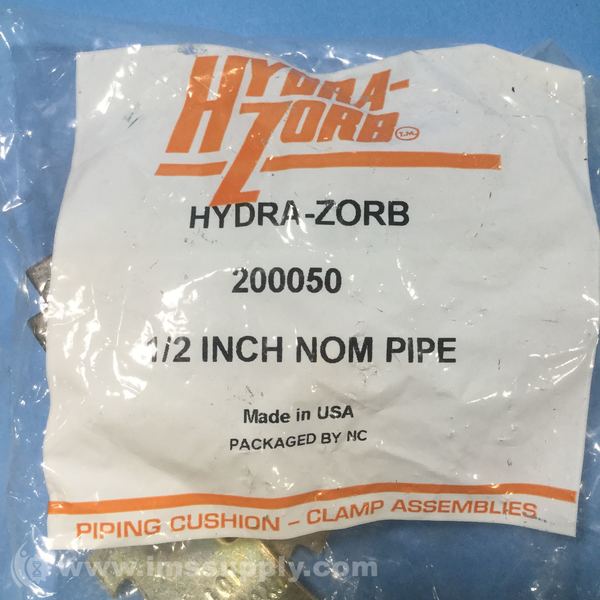 HYDRA-
ZORB T.M.
HYDRA-ZORB
200050
1/2 INCH NOM PIPE
Made in USA
PACKAGED BY NC
PIPING CUSHION - CLAMP ASSEMBLIES
www.imssupply.com